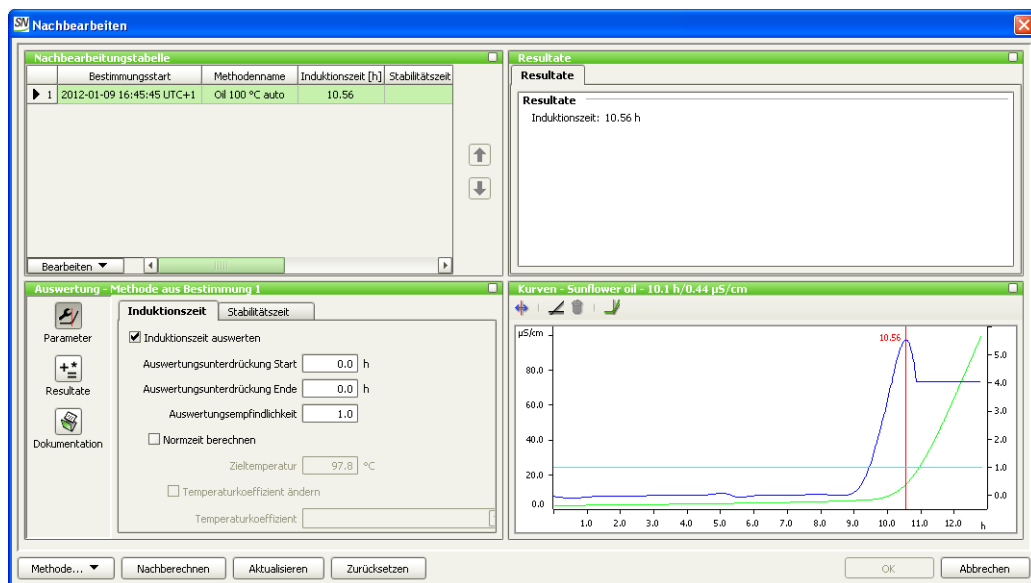 SN Nachbearbeiten
Nachbearbeitungstabelle
Bestimmungsstart Methodenname Induktionszeit [h] Stabilitätszeit
1 2012-01-09 16:45:45 UTC+1 Oil 100 °C auto 10.56
Bearbeiten
Resultate
Resultate
Resultate
Induktionszeit: 10.56 h
Auswertung - Methode aus Bestimmung 1
Parameter
Resultate
Dokumentation
Induktionszeit Stabilitätszeit
Induktionszeit auswerten
Auswertungsunterdrückung Start 0.0 h
Auswertungsunterdrückung Ende 0.0 h
Auswertungsempfindlichkeit 1.0
Normzeit berechnen
Zieltemperatur 97.8 °C
Temperaturkoeffizient ändern
Temperaturkoeffizient
Kurven - Sunflower oil - 10.1 h/0.44 µS/cm
µS/cm
10.56
80.0
60.0
40.0
20.0
0.0
5.0
4.0
3.0
2.0
1.0
0.0
1.0 2.0 3.0 4.0 5.0 6.0 7.0 8.0 9.0 10.0 11.0 12.0 h
Methode... Nachberechnen Aktualisieren Zurücksetzen OK Abbrechen